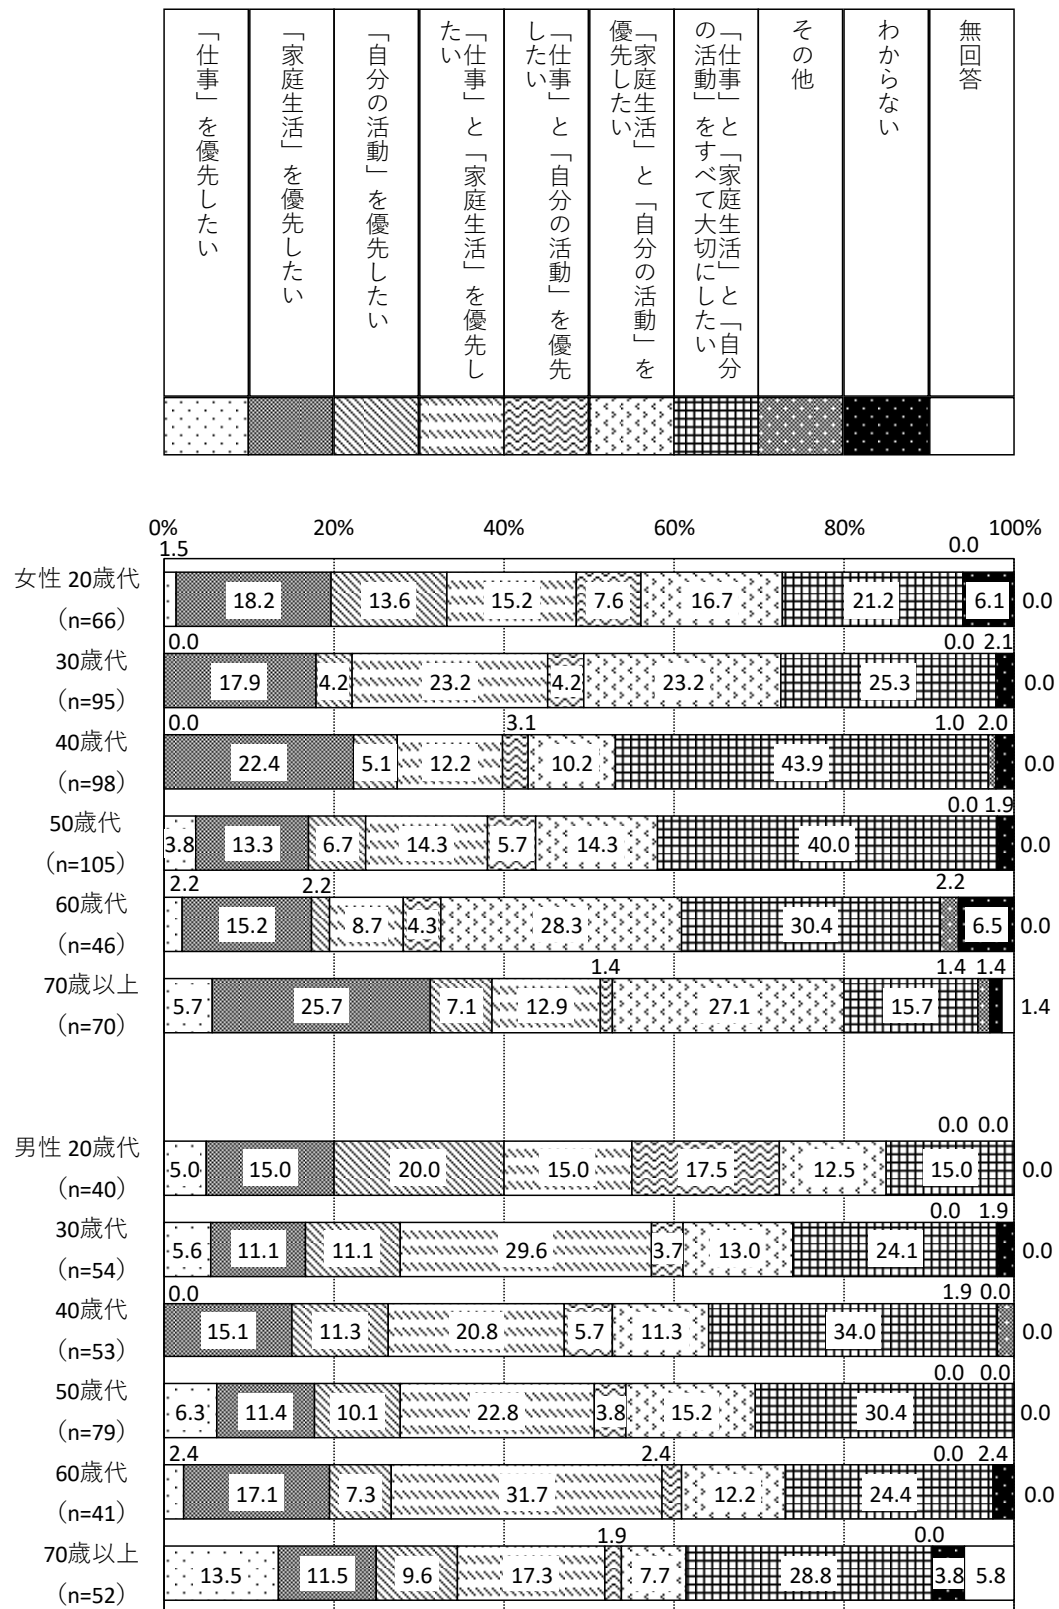 「仕事」を優先したい
「家庭生活」を優先したい
「自分の活動」を優先したい
「仕事」と「家庭生活」を優先し
たい
「仕事」と「自分の活動」を優先
したい
「家庭生活」と「自分の活動」を
優先したい
「仕事」と「家庭生活」と「自分
の活動」をすべて大切にしたい
その他
わからない
無回答
0% 20% 40% 60% 80% 100%
1.5 0.0
女性 20歳代
(n=66)
18.2 13.6 15.2 7.6 16.7 21.2 6.1 0.0
0.0 0.0 2.1
30歳代
(n=95)
17.9 4.2 23.2 4.2 23.2 25.3 0.0
0.0 3.1 1.0 2.0
40歳代
(n=98)
22.4 5.1 12.2 10.2 43.9 0.0
0.0 1.9
50歳代
(n=105)
3.8 13.3 6.7 14.3 5.7 14.3 40.0 0.0
2.2 2.2 2.2
60歳代
(n=46)
15.2 8.7 4.3 28.3 30.4 6.5 0.0
1.4 1.4 1.4
70歳以上
(n=70)
5.7 25.7 7.1 12.9 27.1 15.7 1.4
0.0 0.0
男性 20歳代
(n=40)
5.0 15.0 20.0 15.0 17.5 12.5 15.0 0.0
0.0 1.9
30歳代
(n=54)
5.6 11.1 11.1 29.6 3.7 13.0 24.1 0.0
0.0 1.9 0.0
40歳代
(n=53)
15.1 11.3 20.8 5.7 11.3 34.0 0.0
0.0 0.0
50歳代
(n=79)
6.3 11.4 10.1 22.8 3.8 15.2 30.4 0.0
2.4 2.4 0.0 2.4
60歳代
(n=41)
17.1 7.3 31.7 12.2 24.4 0.0
1.9 0.0
70歳以上
(n=52)
13.5 11.5 9.6 17.3 7.7 28.8 3.8 5.8